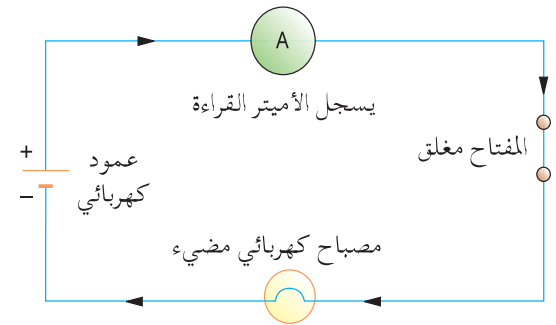 A
يسجل الأميتر القراءة
المفتاح مغلق
+
عمود
كهربائي
−
مصباح كهربائي مضيء